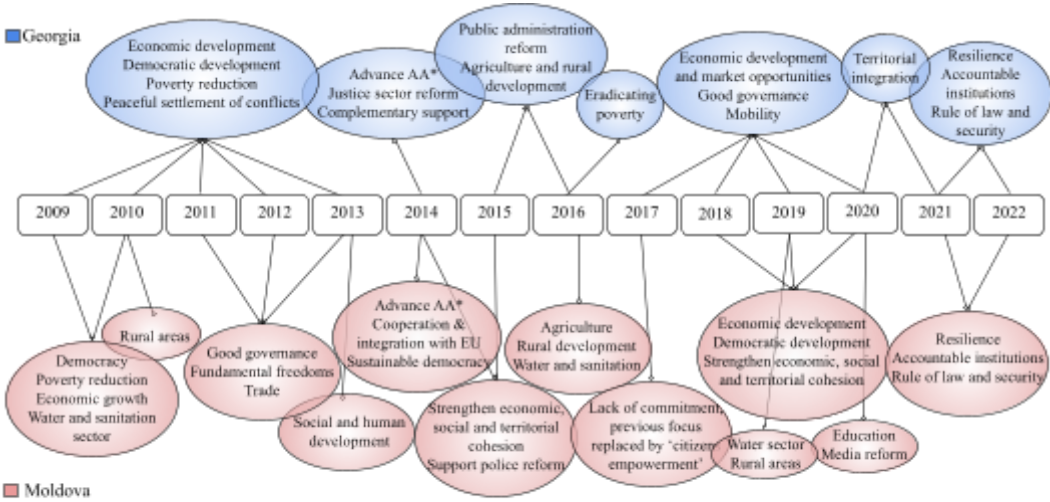 Georgia
Economic development
Democratic development
Poverty reduction
Peaceful settlement of conflicts
Advance AA*
Justice sector reform
Complementary support
Public administration
reform
Agriculture and rural
development
Eradicating
poverty
Economic development
and market opportunities
Good governance
Mobility
Territorial
integration
Resilience
Accountable
institutions
Rule of law and
security
2009
2010
2011
2012
2013
2014
2015
2016
2017
2018
2019
2020
2021
2022
Rural areas
Democracy
Poverty reduction
Economic growth
Water and sanitation
sector
Good governance
Fundamental freedoms
Trade
Social and human
development
Advance AA*
Cooperation &
integration with EU
Sustainable democracy
Strengthen economic,
social and territorial
cohesion
Support police reform
Agriculture
Rural development
Water and sanitation
Lack of commitment,
previous focus
replaced by ‘citizens
empowerment’
Economic development
Democratic development
Strengthen economic, social
and territorial cohesion
Water sector
Rural areas
Education
Media reform
Resilience
Accountable institutions
Rule of law and security
Moldova